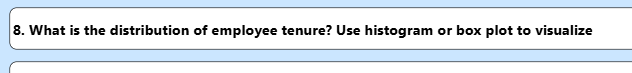 8. What is the distribution of employee tenure? Use histogram or box plot to visualize